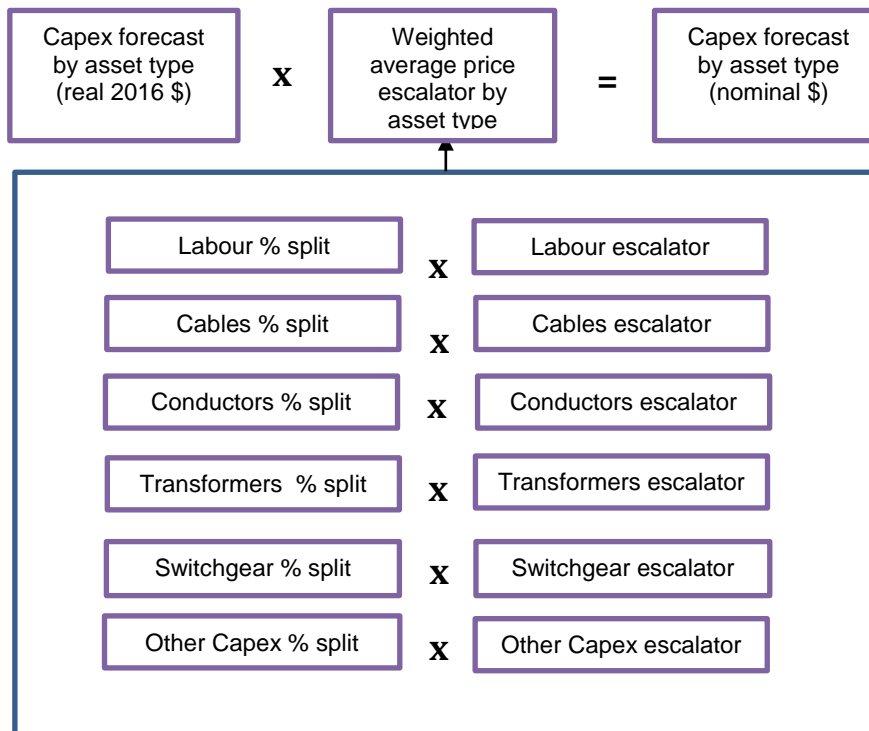 Capex forecast
by asset type
(real 2016 $)
x
Weighted
average price
escalator by
asset type
=
Capex forecast
by asset type
(nominal $)
Labour % split
x
Labour escalator
Cables % split
x
Cables escalator
Conductors % split
x
Conductors escalator
Transformers  % split
x
Transformers escalator
Switchgear % split
x
Switchgear escalator
Other Capex % split
x
Other Capex escalator